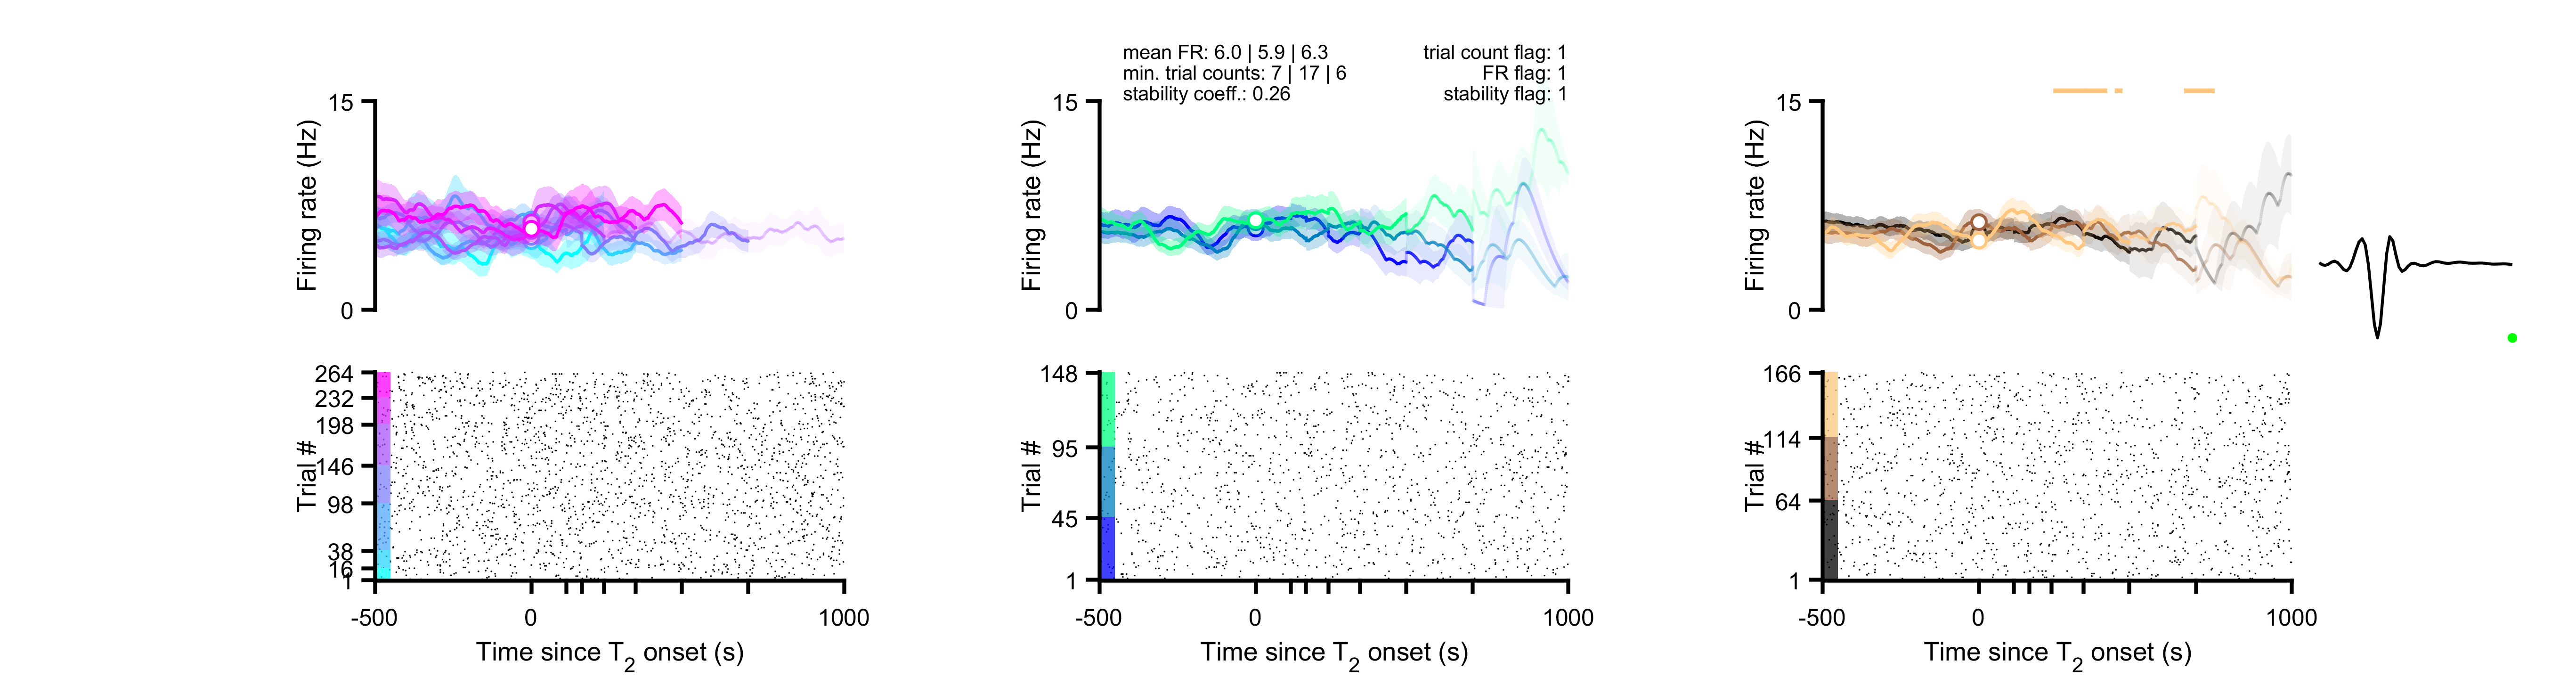 mean FR: 6.0 | 5.9 | 6.3
min. trial counts: 7 | 17 | 6
stability coeff.: 0.26
trial count flag: 1
FR flag: 1
stability flag: 1
15
Firing rate (Hz)
0
264
232
198
146
98
38
16
1
Trial #
-500
0
1000
Time since T2 onset (s)
15
Firing rate (Hz)
0
148
95
45
1
Trial #
-500
0
1000
Time since T2 onset (s)
15
Firing rate (Hz)
0
166
114
64
1
Trial #
-500
0
1000
Time since T2 onset (s)